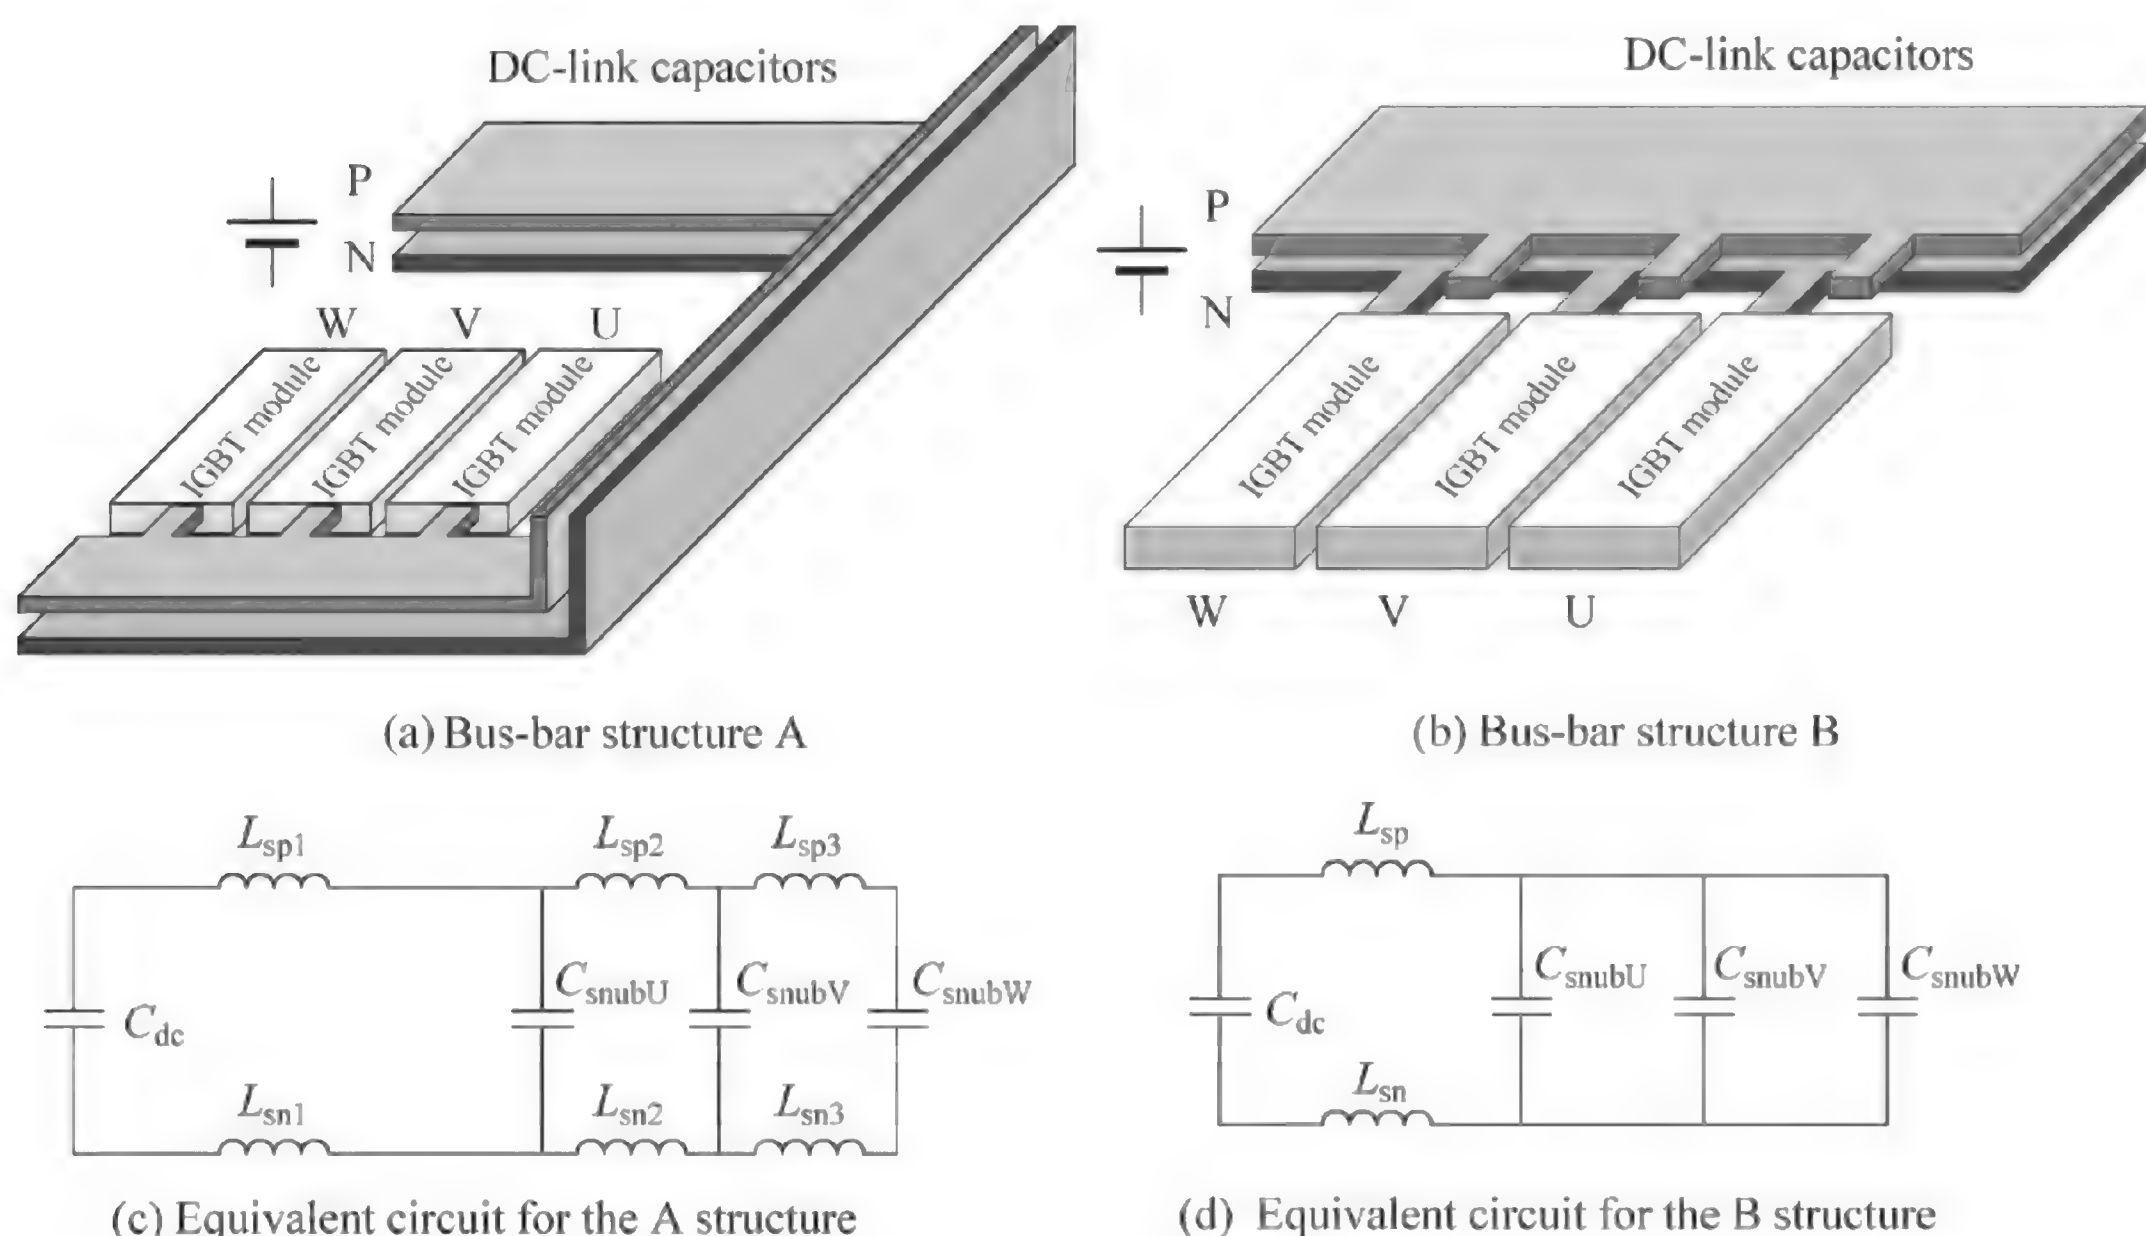 DC-link capacitors
P
N
W V U
IGBT module
IGBT module
IGBT module
(a) Bus-bar structure A
DC-link capacitors
P
N
IGBT module
IGBT module
IGBT module
W V U
(b) Bus-bar structure B
Lsp1 Lsp2 Lsp3
Cdc CsnubU CsnubV CsnubW
Lsn1 Lsn2 Lsn3
(c) Equivalent circuit for the A structure
Lsp
Cdc CsnubU CsnubV CsnubW
Lsn
(d) Equivalent circuit for the B structure